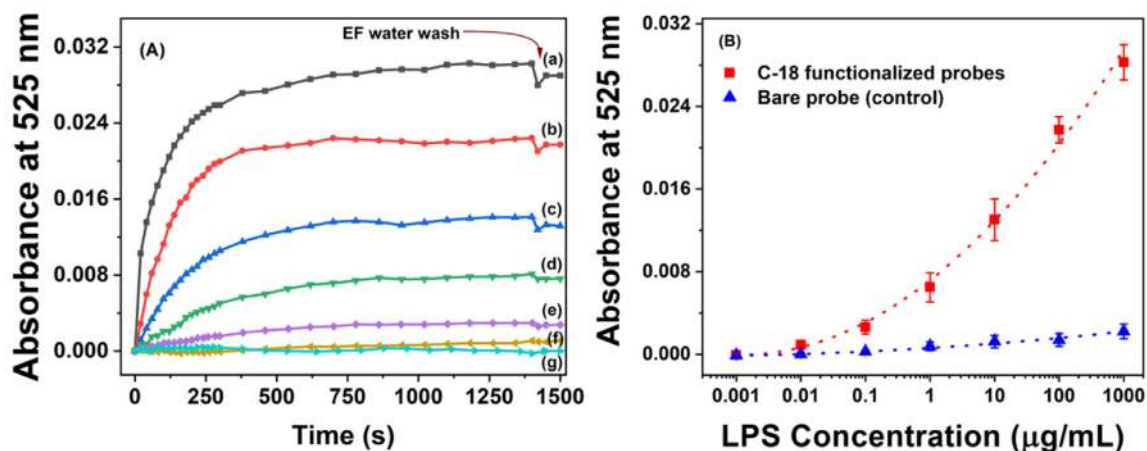 (A)
EF water wash
(a)
(b)
(c)
(d)
(e)
(f)
(g)
0.032
0.024
0.016
0.008
0.000
Absorbance at 525 nm
0
250
500
750
1000
1250
1500
Time (s)
(B)
C-18 functionalized probes
Bare probe (control)
0.032
0.024
0.016
0.008
0.000
Absorbance at 525 nm
0.001
0.01
0.1
1
10
100
1000
LPS Concentration (μg/mL)